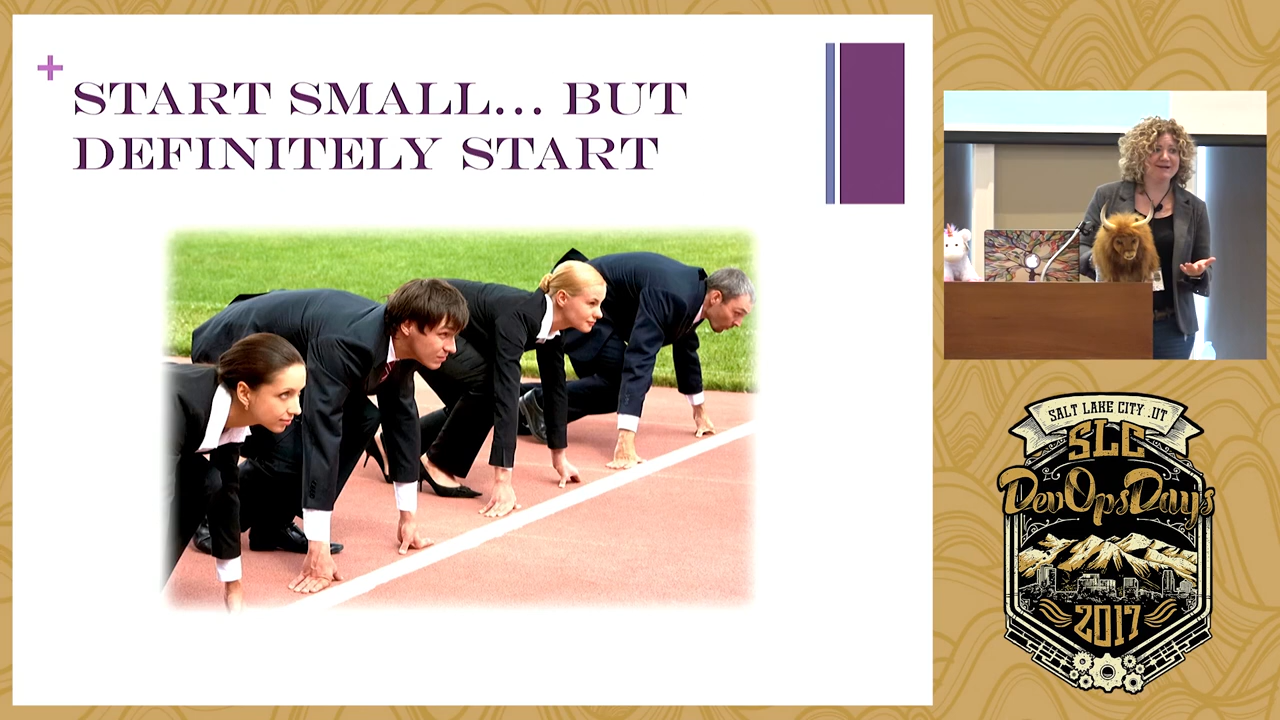 +
START SMALL... BUT
DEFINITELY START
SALT LAKE CITY .UT
SLC
DevOpsDays
2017